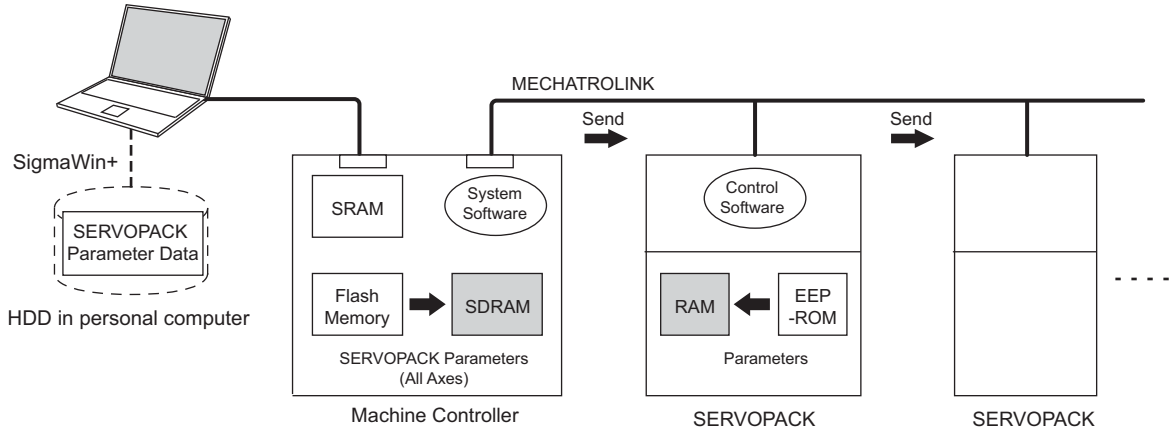 MECHATROLINK
Send
Send
SigmaWin+
SERVOPACK
Parameter Data
HDD in personal computer
SRAM
System
Software
Flash
Memory
SDRAM
SERVOPACK Parameters
(All Axes)
Machine Controller
Control
Software
RAM
EEP
-ROM
Parameters
SERVOPACK
SERVOPACK